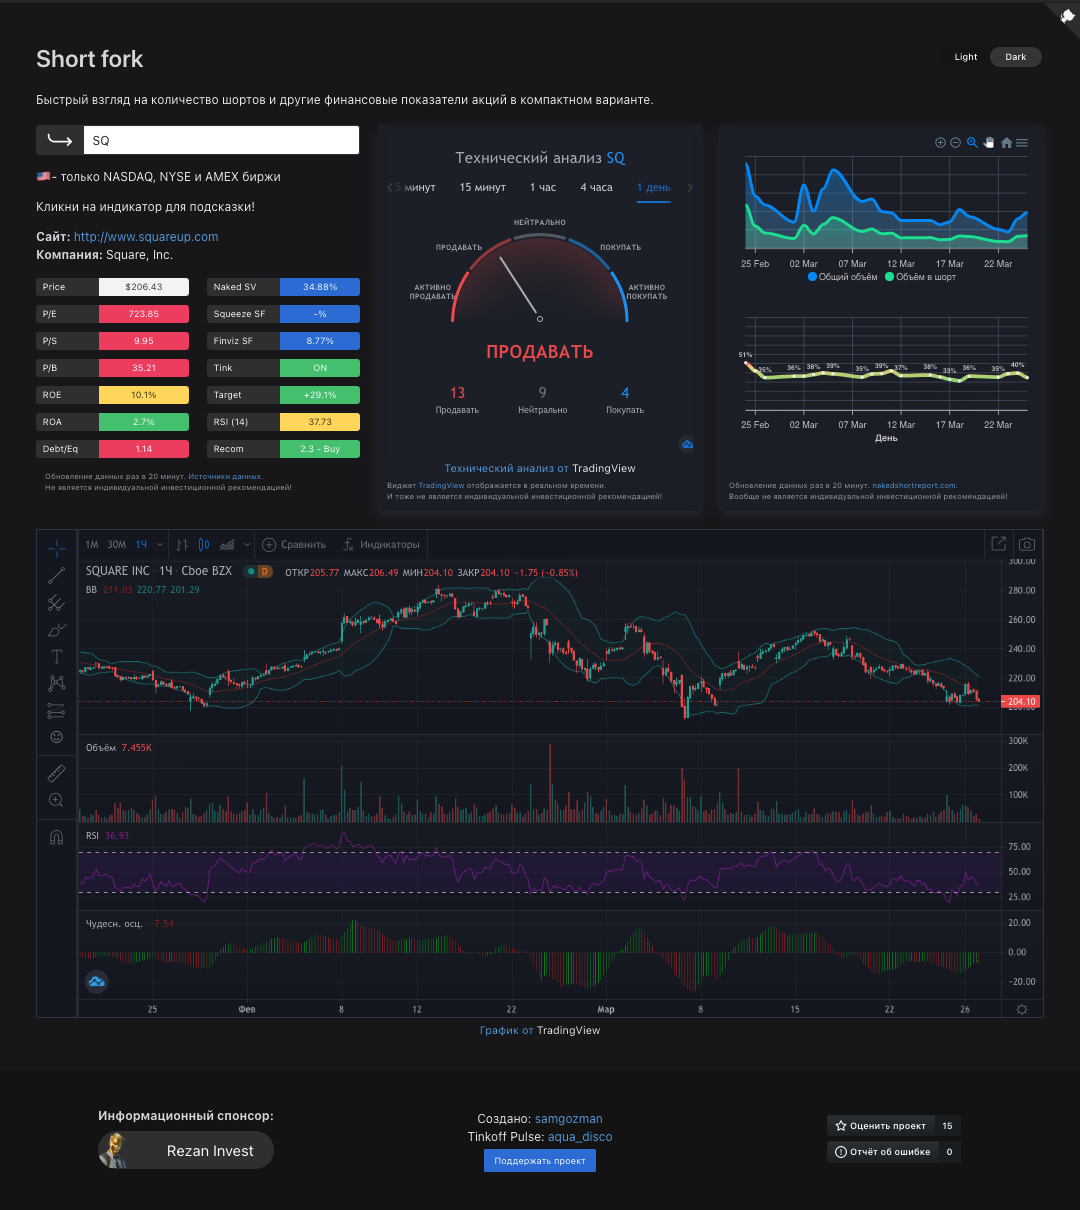 Short fork
Light Dark
Быстрый взгляд на количество шортов и другие финансовые показатели акций в компактном варианте.
SQ
- только NASDAQ, NYSE и AMEX биржи
Кликни на индикатор для подсказки!
Сайт: http://www.squareup.com
Компания: Square, Inc.
Price $206.43 Naked SV 34.88%
P/E 723.85 Squeeze SF -%
P/S 9.95 Finviz SF 8.77%
P/B 35.21 Tink ON
ROE 10.1% Target +29.1%
ROA 2.7% RSI (14) 37.73
Debt/Eq 1.14 Recom 2.3 - Buy
Обновление данных раз в 20 минут. Источники данных.
Не является индивидуальной инвестиционной рекомендацией!
Технический анализ SQ
5 минут 15 минут 1 час 4 часа 1 день
НЕЙТРАЛЬНО
ПРОДАВАТЬ ПОКУПАТЬ
АКТИВНО ПРОДАВАТЬ
АКТИВНО ПОКУПАТЬ
ПРОДАВАТЬ
13 9 4
Продавать Нейтрально Покупать
Технический анализ от TradingView
Виджет TradingView отображается в реальном времени.
И тоже не является индивидуальной инвестиционной рекомендацией!
25 Feb 02 Mar 07 Mar 12 Mar 17 Mar 22 Mar
Общий объём Объём в шорт
51% 35% 36% 38% 39% 35% 39% 37% 38% 33% 36% 35% 40%
25 Feb 02 Mar 07 Mar 12 Mar 17 Mar 22 Mar
День
Обновление данных раз в 20 минут. nakedshortreport.com.
Вообще не является индивидуальной инвестиционной рекомендацией!
1М 30М 1Ч Сравнить Индикаторы
SQUARE INC · 1Ч · Cboe BZX D ОТКР205.77 МАКС206.49 МИН204.10 ЗАКР204.10 −1.75 (−0.85%)
BB 211.03 220.77 201.29
300.00
280.00
260.00
240.00
220.00
204.10
200.00
Объём 7.455K
300K
200K
100K
RSI 36.93
75.00
50.00
25.00
Чудесн. осц. −7.54
20.00
0.00
−20.00
25 Фев 8 12 22 Мар 8 15 22 26
График от TradingView
Информационный спонсор:
Rezan Invest
Создано: samgozman
Tinkoff Pulse: aqua_disco
Поддержать проект
Оценить проект 15
Отчёт об ошибке 0